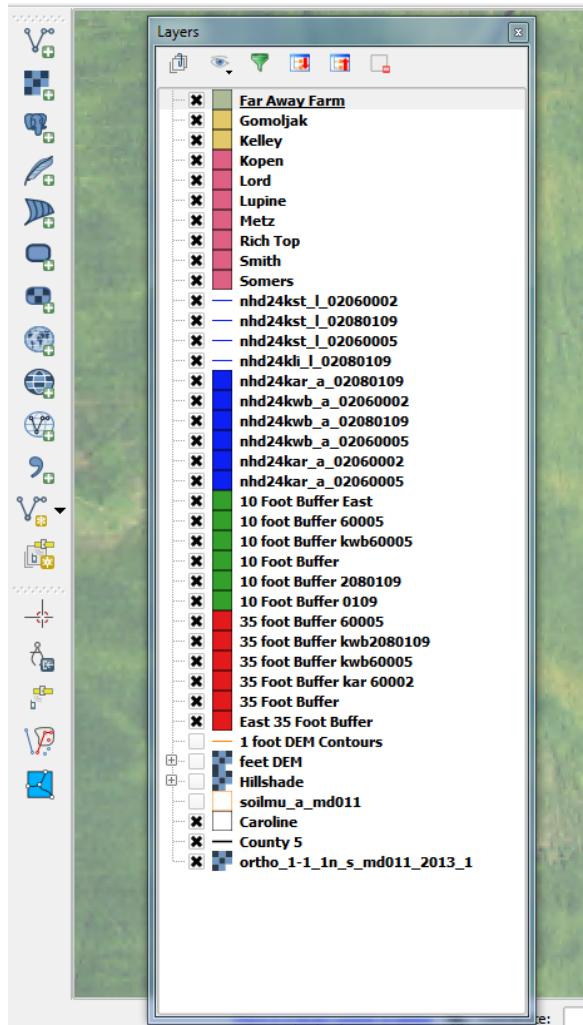 Layers
Far Away Farm
Gomoljak
Kelley
Kopen
Lord
Lupine
Metz
Rich Top
Smith
Somers
nhd24kst_l_02060002
nhd24kst_l_02080109
nhd24kst_l_02060005
nhd24kli_l_02080109
nhd24kar_a_02080109
nhd24kwb_a_02060002
nhd24kwb_a_02080109
nhd24kwb_a_02060005
nhd24kar_a_02060002
nhd24kar_a_02060005
10 Foot Buffer East
10 foot Buffer 60005
10 foot Buffer kwb60005
10 Foot Buffer
10 foot Buffer 2080109
10 Foot Buffer 0109
35 foot Buffer 60005
35 foot Buffer kwb2080109
35 foot Buffer kwb60005
35 foot Buffer kar 60002
35 foot Buffer
East 35 Foot Buffer
1 foot DEM Contours
feet DEM
Hillshade
soilmu_a_md011
Caroline
County 5
ortho_1-1_1n_s_md011_2013_1